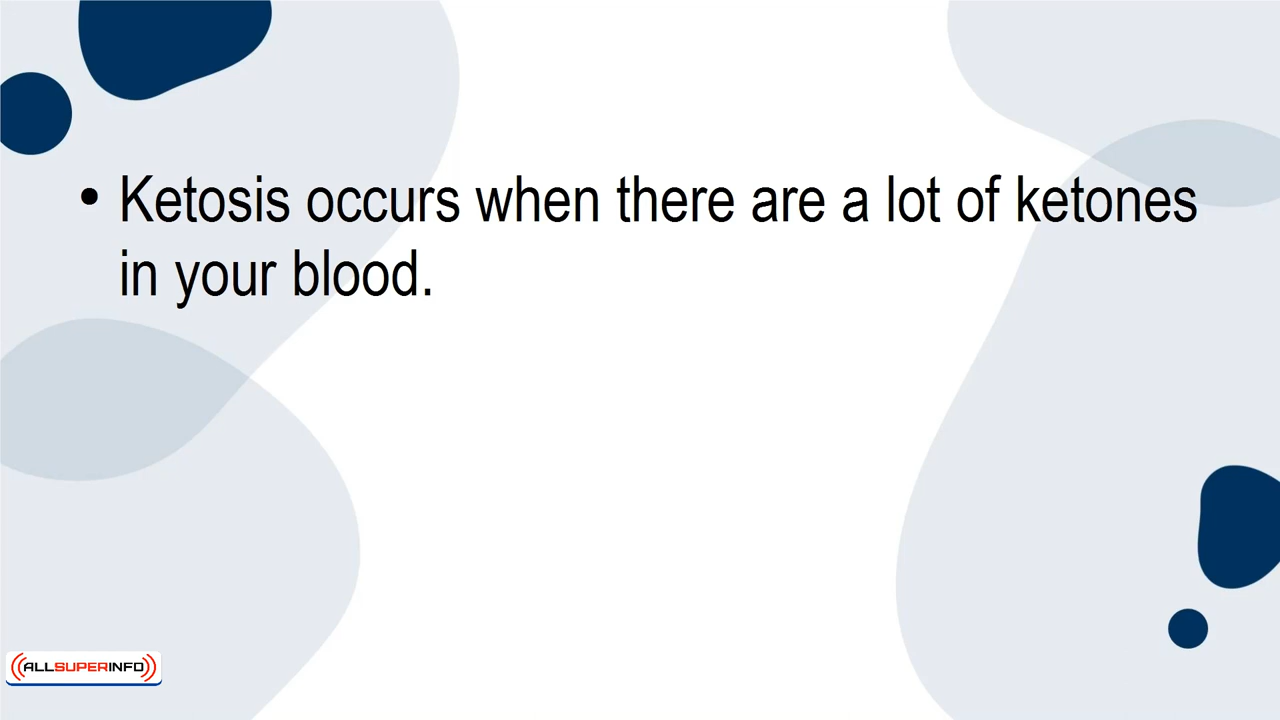 • Ketosis occurs when there are a lot of ketones
in your blood.
ALLSUPERINFO